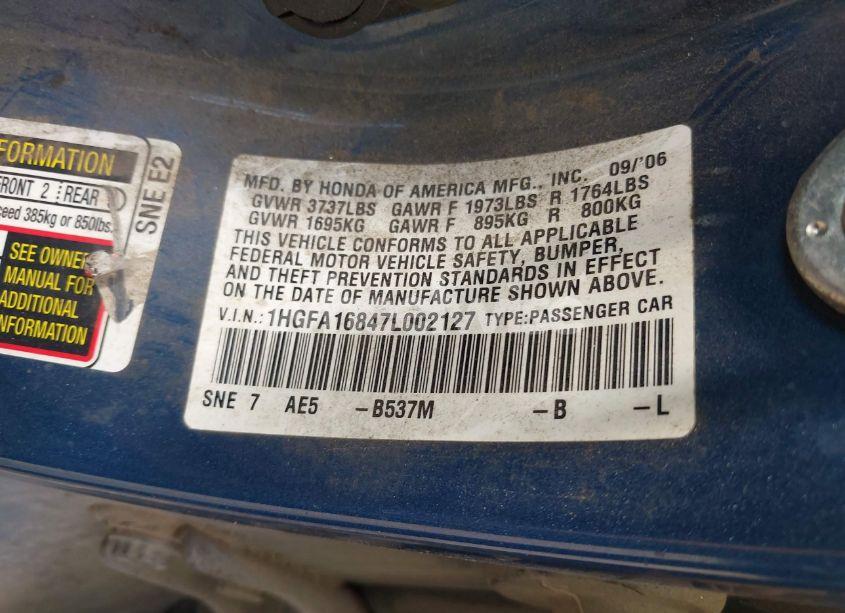 FORMATION
FRONT 2 REAR
ceed 385kg or 850lbs.
SEE OWNER
MANUAL FOR
ADDITIONAL
INFORMATION
SNE E2
MFD. BY HONDA OF AMERICA MFG., INC. 09/'06
GVWR 3737LBS GAWR F 1973LBS R 1764LBS
GVWR 1695KG GAWR F 895KG R 800KG
THIS VEHICLE CONFORMS TO ALL APPLICABLE
FEDERAL MOTOR VEHICLE SAFETY, BUMPER,
AND THEFT PREVENTION STANDARDS IN EFFECT
ON THE DATE OF MANUFACTURE SHOWN ABOVE.
V.I.N.: 1HGFA16847L002127 TYPE:PASSENGER CAR
SNE 7 AE5 -B537M -B -L